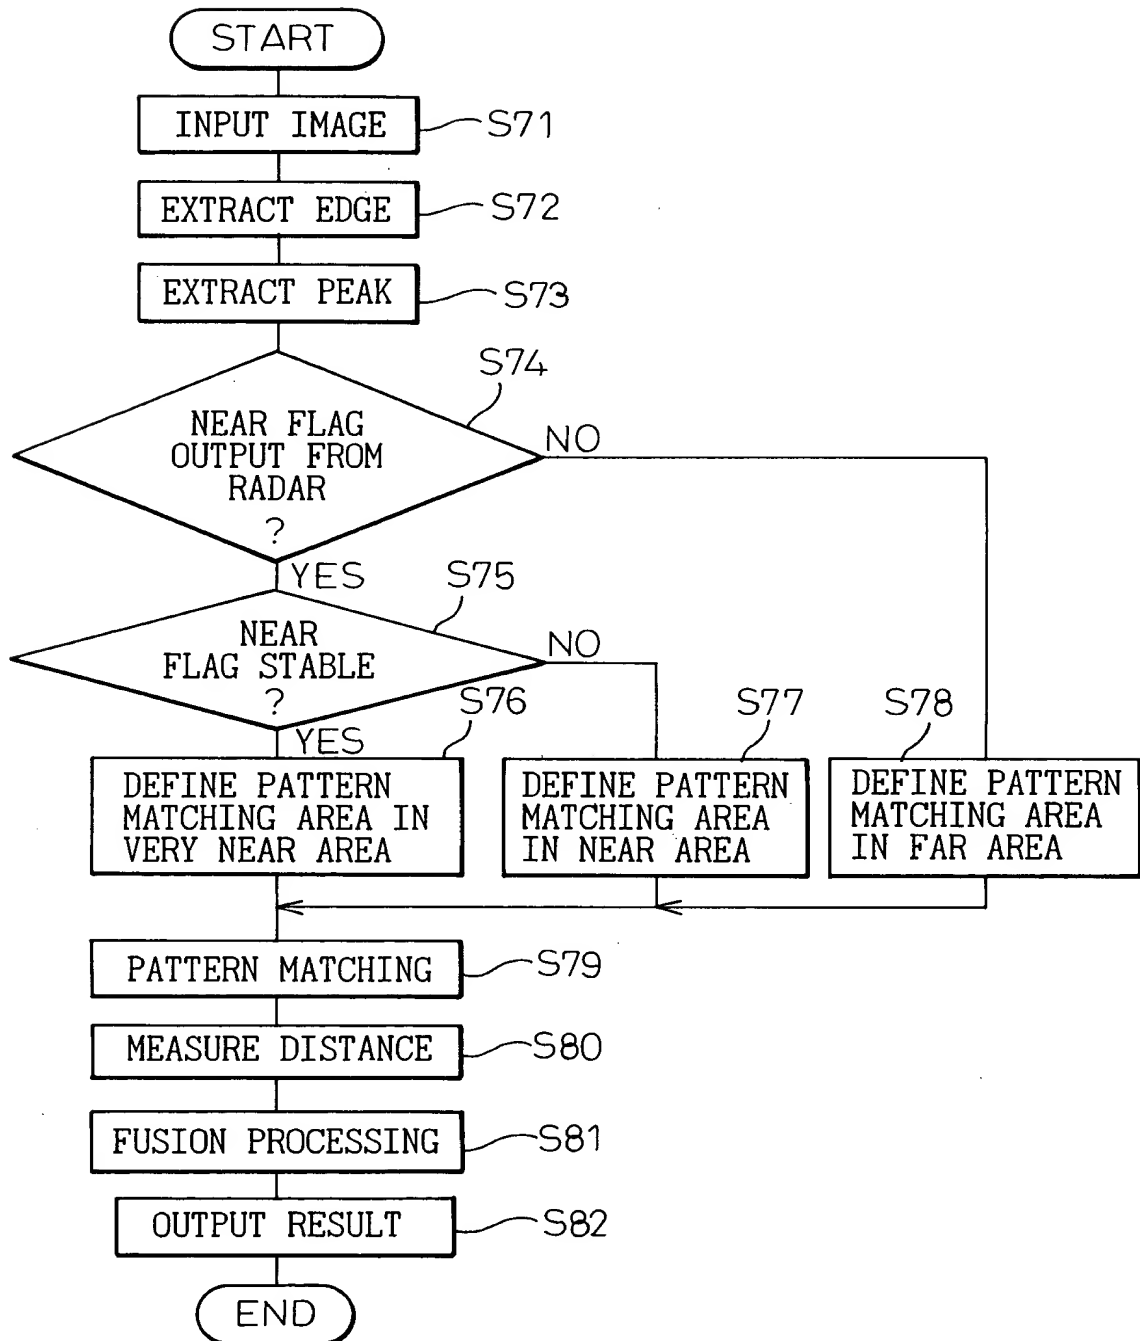 START
INPUT IMAGE
S71
EXTRACT EDGE
S72
EXTRACT PEAK
S73
S74
NEAR FLAG
OUTPUT FROM
RADAR
?
NO
YES
S75
NEAR
FLAG STABLE
?
NO
YES
S76
S77
S78
DEFINE PATTERN
MATCHING AREA IN
VERY NEAR AREA
DEFINE PATTERN
MATCHING AREA
IN NEAR AREA
DEFINE PATTERN
MATCHING AREA
IN FAR AREA
PATTERN MATCHING
S79
MEASURE DISTANCE
S80
FUSION PROCESSING
S81
OUTPUT RESULT
S82
END